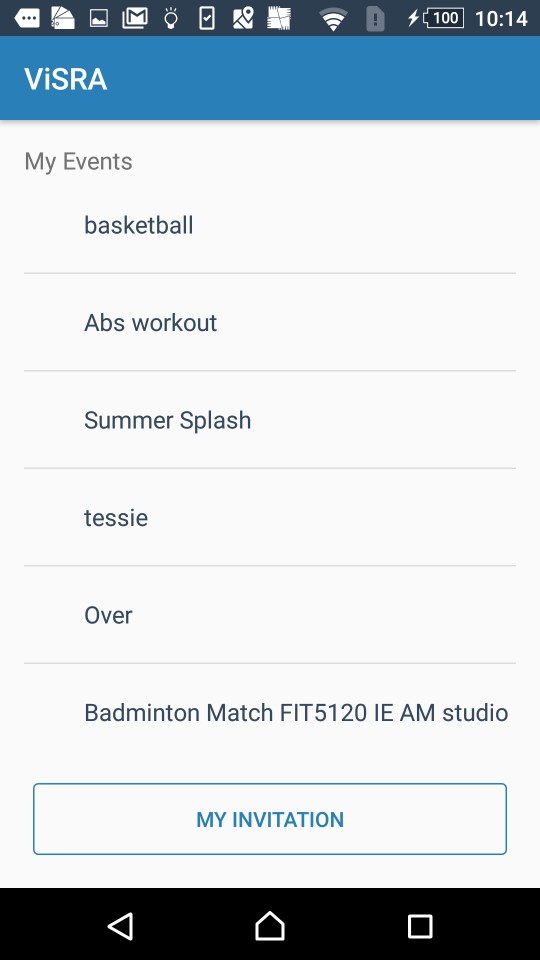 100 10:14
ViSRA
My Events
basketball
Abs workout
Summer Splash
tessie
Over
Badminton Match FIT5120 IE AM studio
MY INVITATION